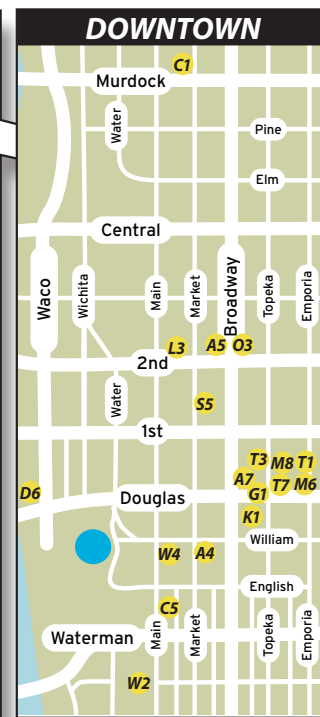 DOWNTOWN
C1
Murdock
Water
Pine
Elm
Central
Waco
Wichita
Main
Market
Broadway
Topeka
Emporia
L3
A5
O3
2nd
Water
S5
1st
T3
M8
T1
D6
A7
G1
T7
M6
Douglas
K1
William
W4
A4
English
C5
Main
Market
Topeka
Emporia
Waterman
W2